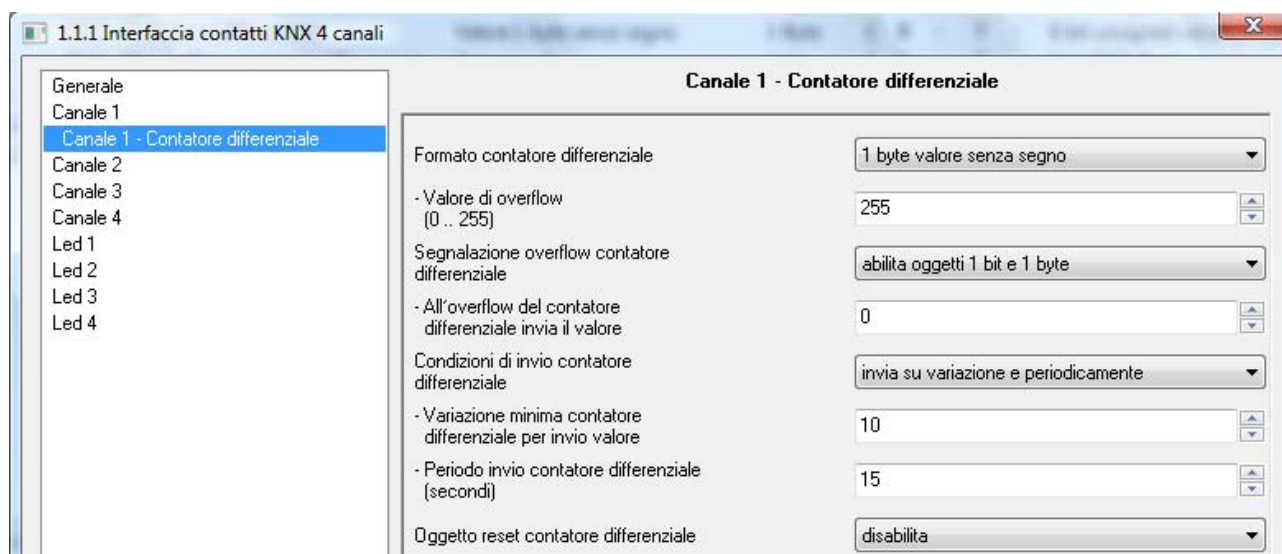 1.1.1 Interfaccia contatti KNX 4 canali
Generale
Canale 1
Canale 1 - Contatore differenziale
Canale 2
Canale 3
Canale 4
Led 1
Led 2
Led 3
Led 4
Canale 1 - Contatore differenziale
Formato contatore differenziale
1 byte valore senza segno
- Valore di overflow
(0 .. 255)
255
Segnalazione overflow contatore
differenziale
abilita oggetti 1 bit e 1 byte
- All'overflow del contatore
differenziale invia il valore
0
Condizioni di invio contatore
differenziale
invia su variazione e periodicamente
- Variazione minima contatore
differenziale per invio valore
10
- Periodo invio contatore differenziale
(secondi)
15
Oggetto reset contatore differenziale
disabilita